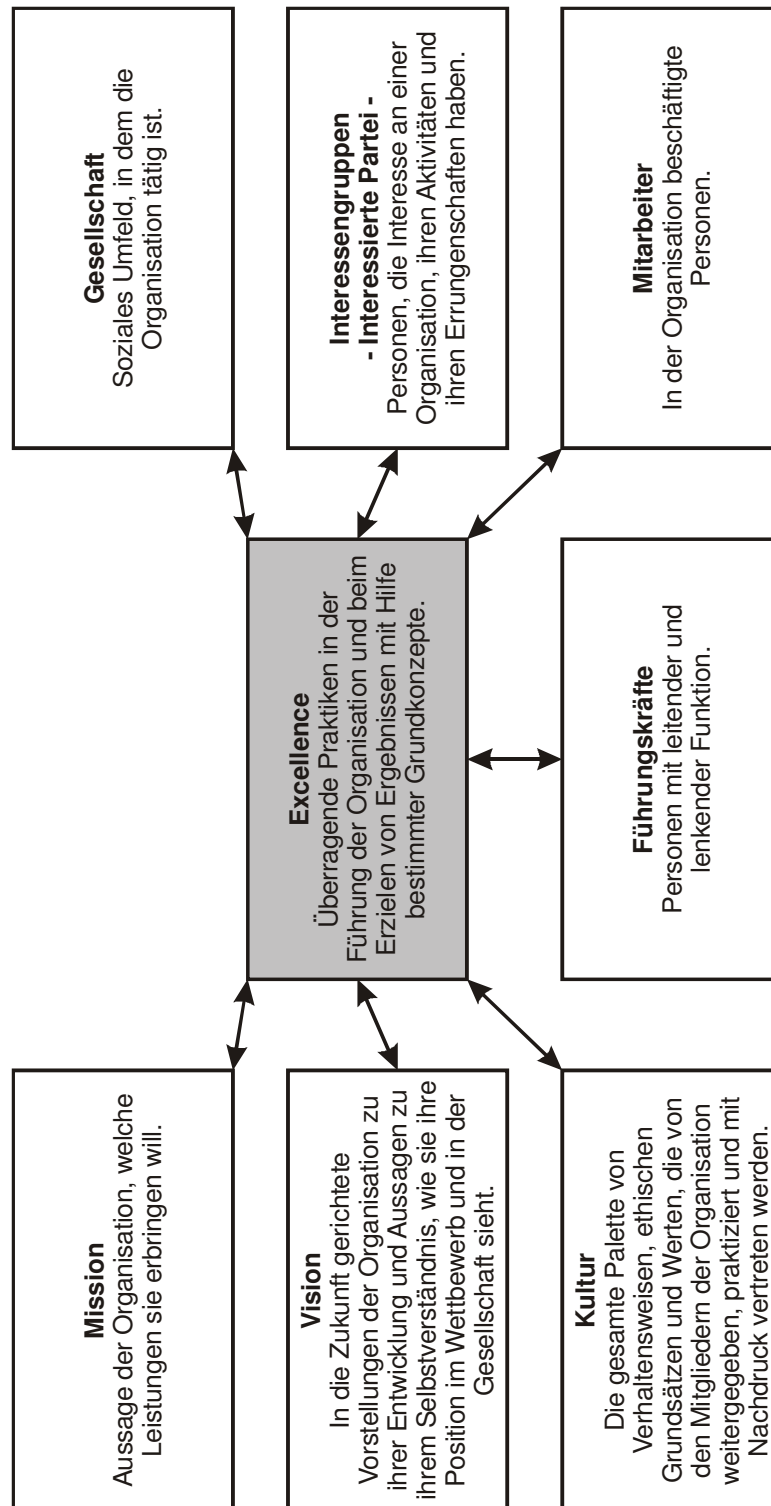 Mission
Aussage der Organisation, welche
Leistungen sie erbringen will.
Gesellschaft
Soziales Umfeld, in dem die
Organisation tätig ist.
Excellence
Überragende Praktiken in der
Führung der Organisation und beim
Erzielen von Ergebnissen mit Hilfe
bestimmter Grundkonzepte.
Vision
In die Zukunft gerichtete
Vorstellungen der Organisation zu
ihrer Entwicklung und Aussagen zu
ihrem Selbstverständnis, wie sie ihre
Position im Wettbewerb und in der
Gesellschaft sieht.
Interessengruppen
- Interessierte Partei -
Personen, die Interesse an einer
Organisation, ihren Aktivitäten und
ihren Errungenschaften haben.
Kultur
Die gesamte Palette von
Verhaltensweisen, ethischen
Grundsätzen und Werten, die von
den Mitgliedern der Organisation
weitergegeben, praktiziert und mit
Nachdruck vertreten werden.
Führungskräfte
Personen mit leitender und
lenkender Funktion.
Mitarbeiter
In der Organisation beschäftigte
Personen.